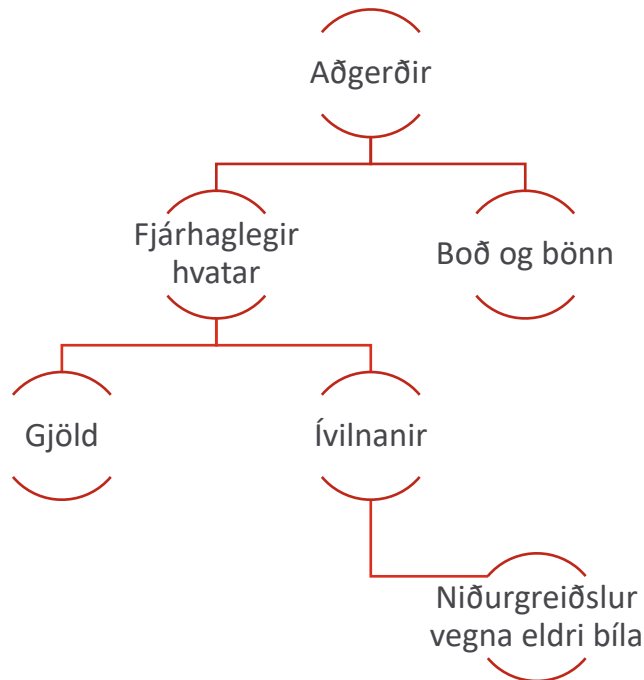 Aðgerðir
Fjárhaglegir
hvatar
Boð og bönn
Gjöld
Ívilnanir
Niðurgreiðslur
vegna eldri bíla